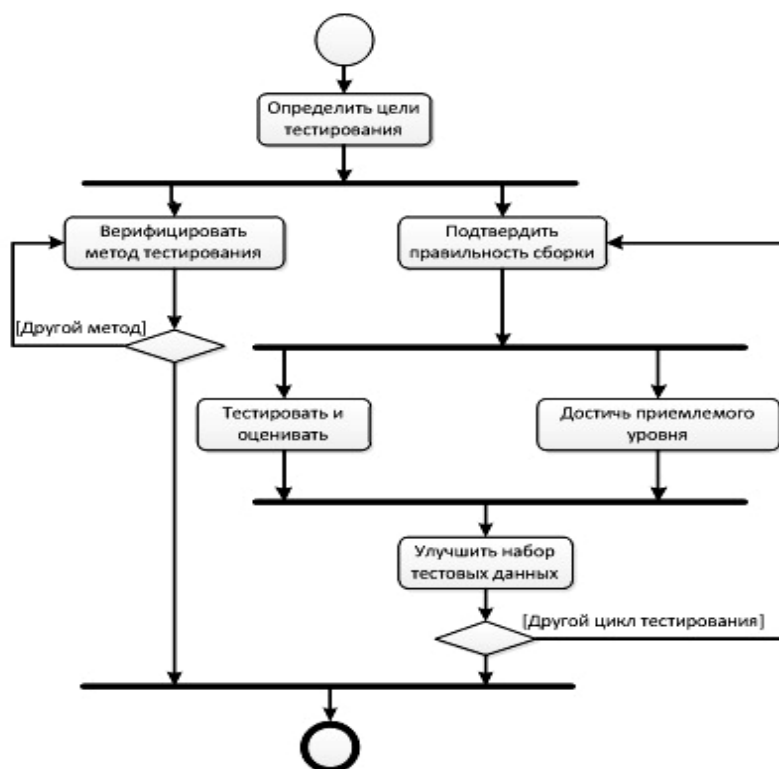 Определить цели
тестирования
Верифицировать
метод тестирования
Подтвердить
правильность сборки
[Другой метод]
Тестировать и
оценивать
Достичь приемлемого
уровня
Улучшить набор
тестовых данных
[Другой цикл тестирования]